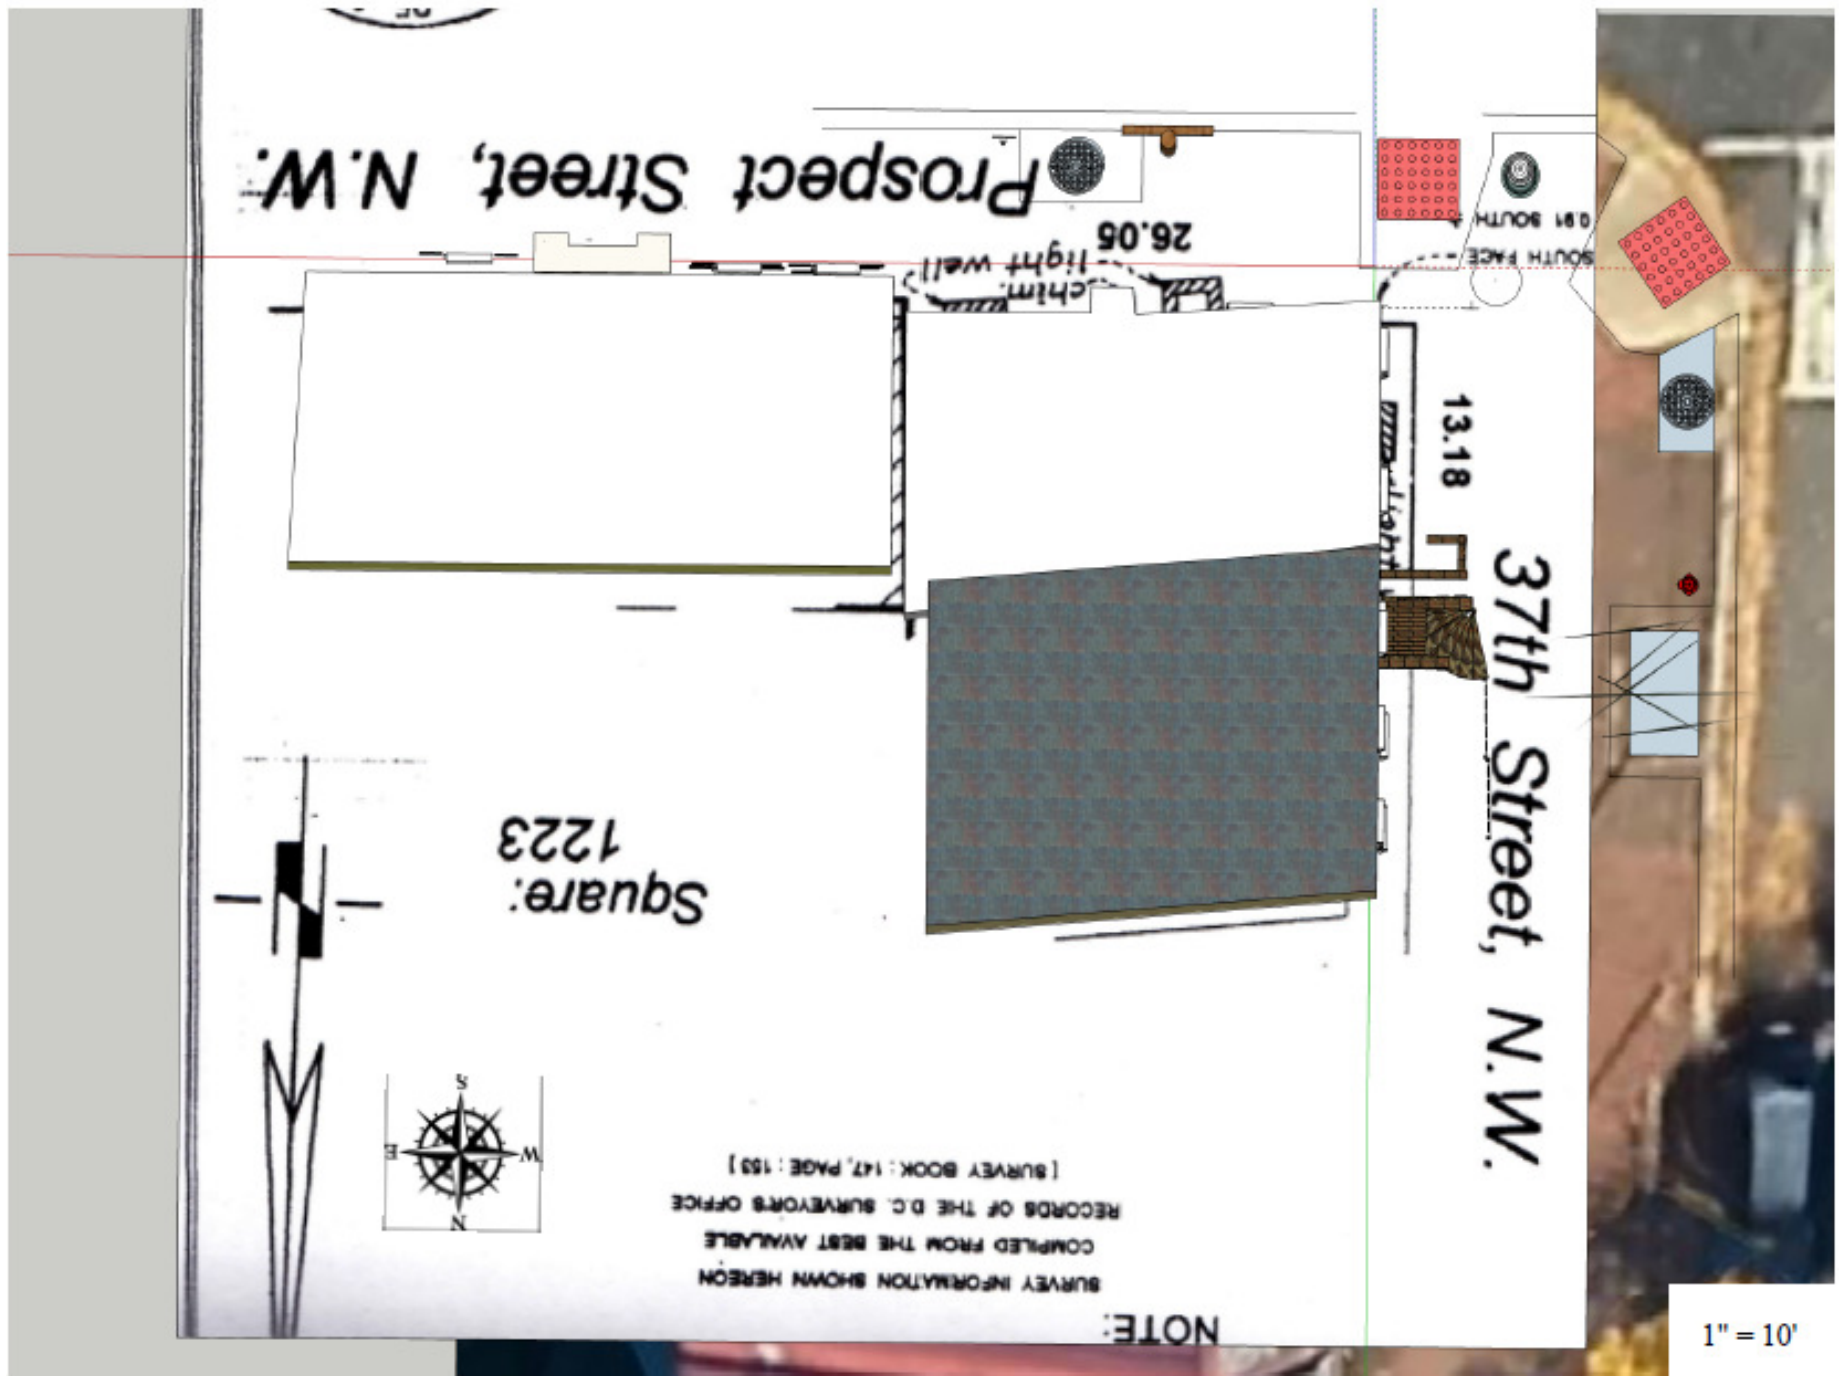 Prospect Street, N.W.
26.05
light well
chim.
0.91 SOUTH
SOUTH FACE
13.18
light
37th Street, N.W.
Square:
1223
S
E
W
N
NOTE:
SURVEY INFORMATION SHOWN HEREON
COMPILED FROM THE BEST AVAILABLE
RECORDS OF THE D.C. SURVEYOR'S OFFICE
[ SURVEY BOOK : 147, PAGE : 153 ]
1" = 10'